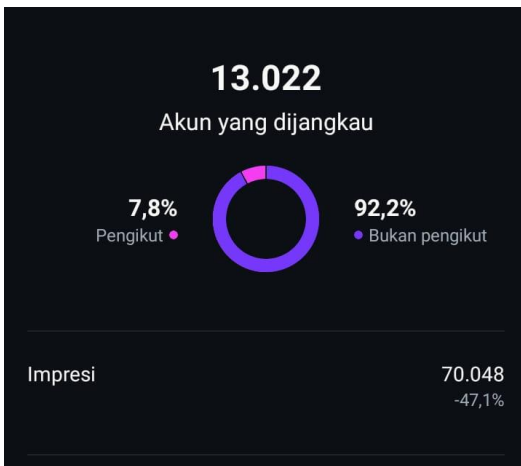 13.022
Akun yang dijangkau
7,8%
Pengikut
92,2%
Bukan pengikut
Impresi
70.048
-47,1%